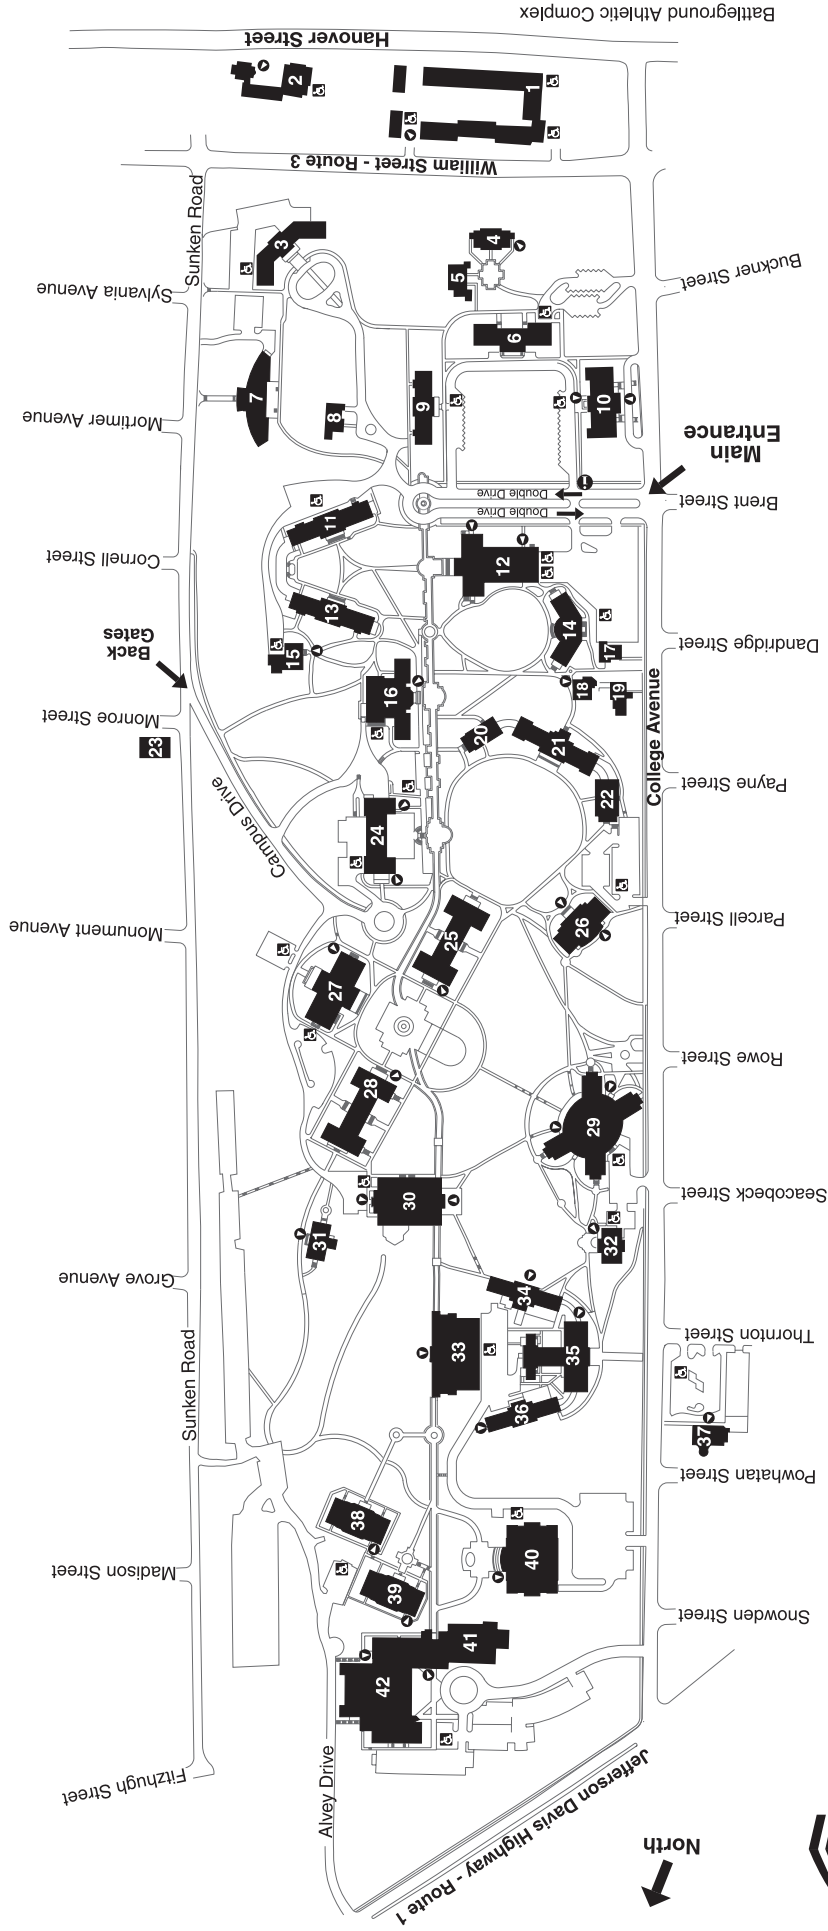 Battleground Athletic Complex
Hanover Street
2
1
William Street - Route 3
Sunken Road
3
4
5
Buckner Street
Sylvania Avenue
6
7
8
9
10
Mortimer Avenue
Main
Entrance
Double Drive
Double Drive
Brent Street
11
12
Cornell Street
13
14
Dandridge Street
Back
Gates
15
17
16
18
19
Monroe Street
23
20
21
College Avenue
Campus Drive
22
Payne Street
24
25
26
Parcell Street
Monument Avenue
27
Rowe Street
28
29
30
Seacobeck Street
31
32
Grove Avenue
34
33
35
Thornton Street
Sunken Road
36
37
Powhatan Street
38
40
Madison Street
39
Snowden Street
41
42
Fitzhugh Street
Alvey Drive
Jefferson Davis Highway - Route 1
North